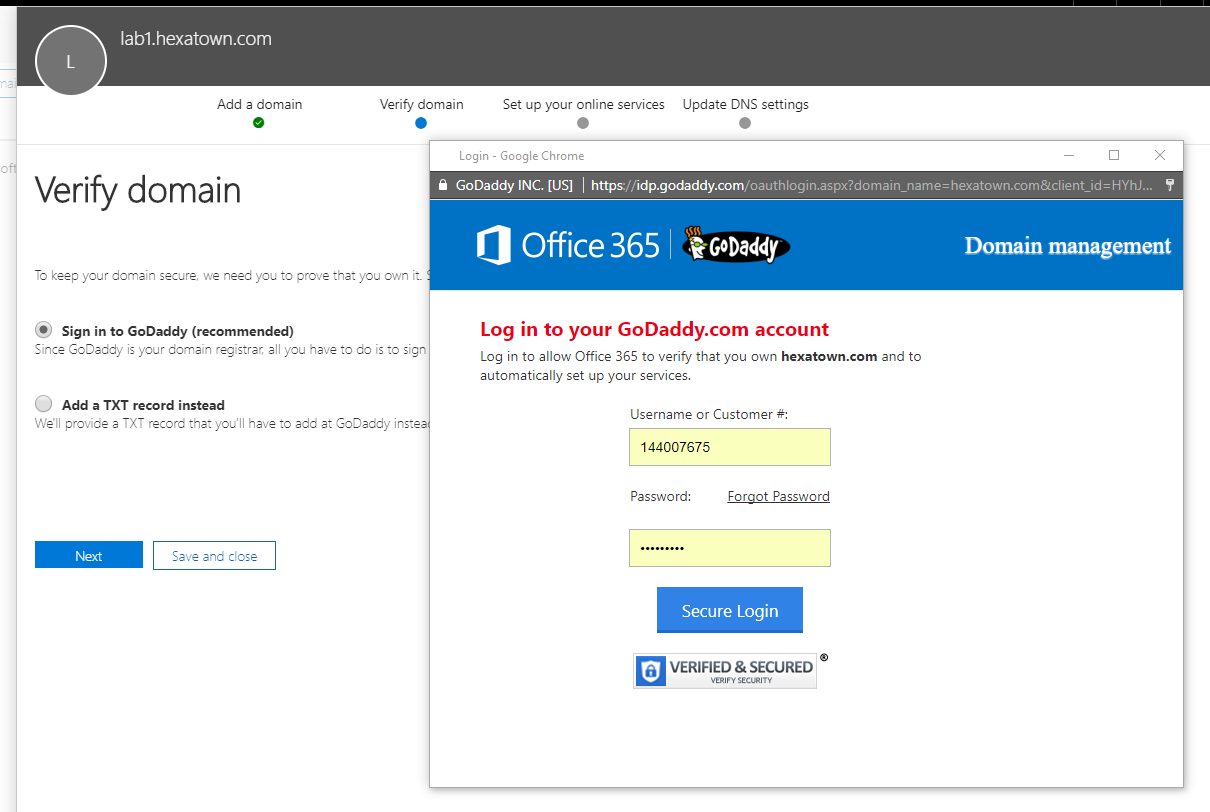 lab1.hexatown.com
L
Add a domain
Verify domain
Set up your online services
Update DNS settings
Verify domain
To keep your domain secure, we need you to prove that you own it.
Sign in to GoDaddy (recommended)
Since GoDaddy is your domain registrar, all you have to do is to sign
Add a TXT record instead
We'll provide a TXT record that you'll have to add at GoDaddy instead
Next
Save and close
Login - Google Chrome
GoDaddy INC. [US]
https://idp.godaddy.com/oauthlogin.aspx?domain_name=hexatown.com&client_id=HYhJ...
Office 365
GoDaddy™
Domain management
Log in to your GoDaddy.com account
Log in to allow Office 365 to verify that you own hexatown.com and to
automatically set up your services.
Username or Customer #:
144007675
Password:
Forgot Password
•••••••••
Secure Login
VERIFIED & SECURED ®
VERIFY SECURITY